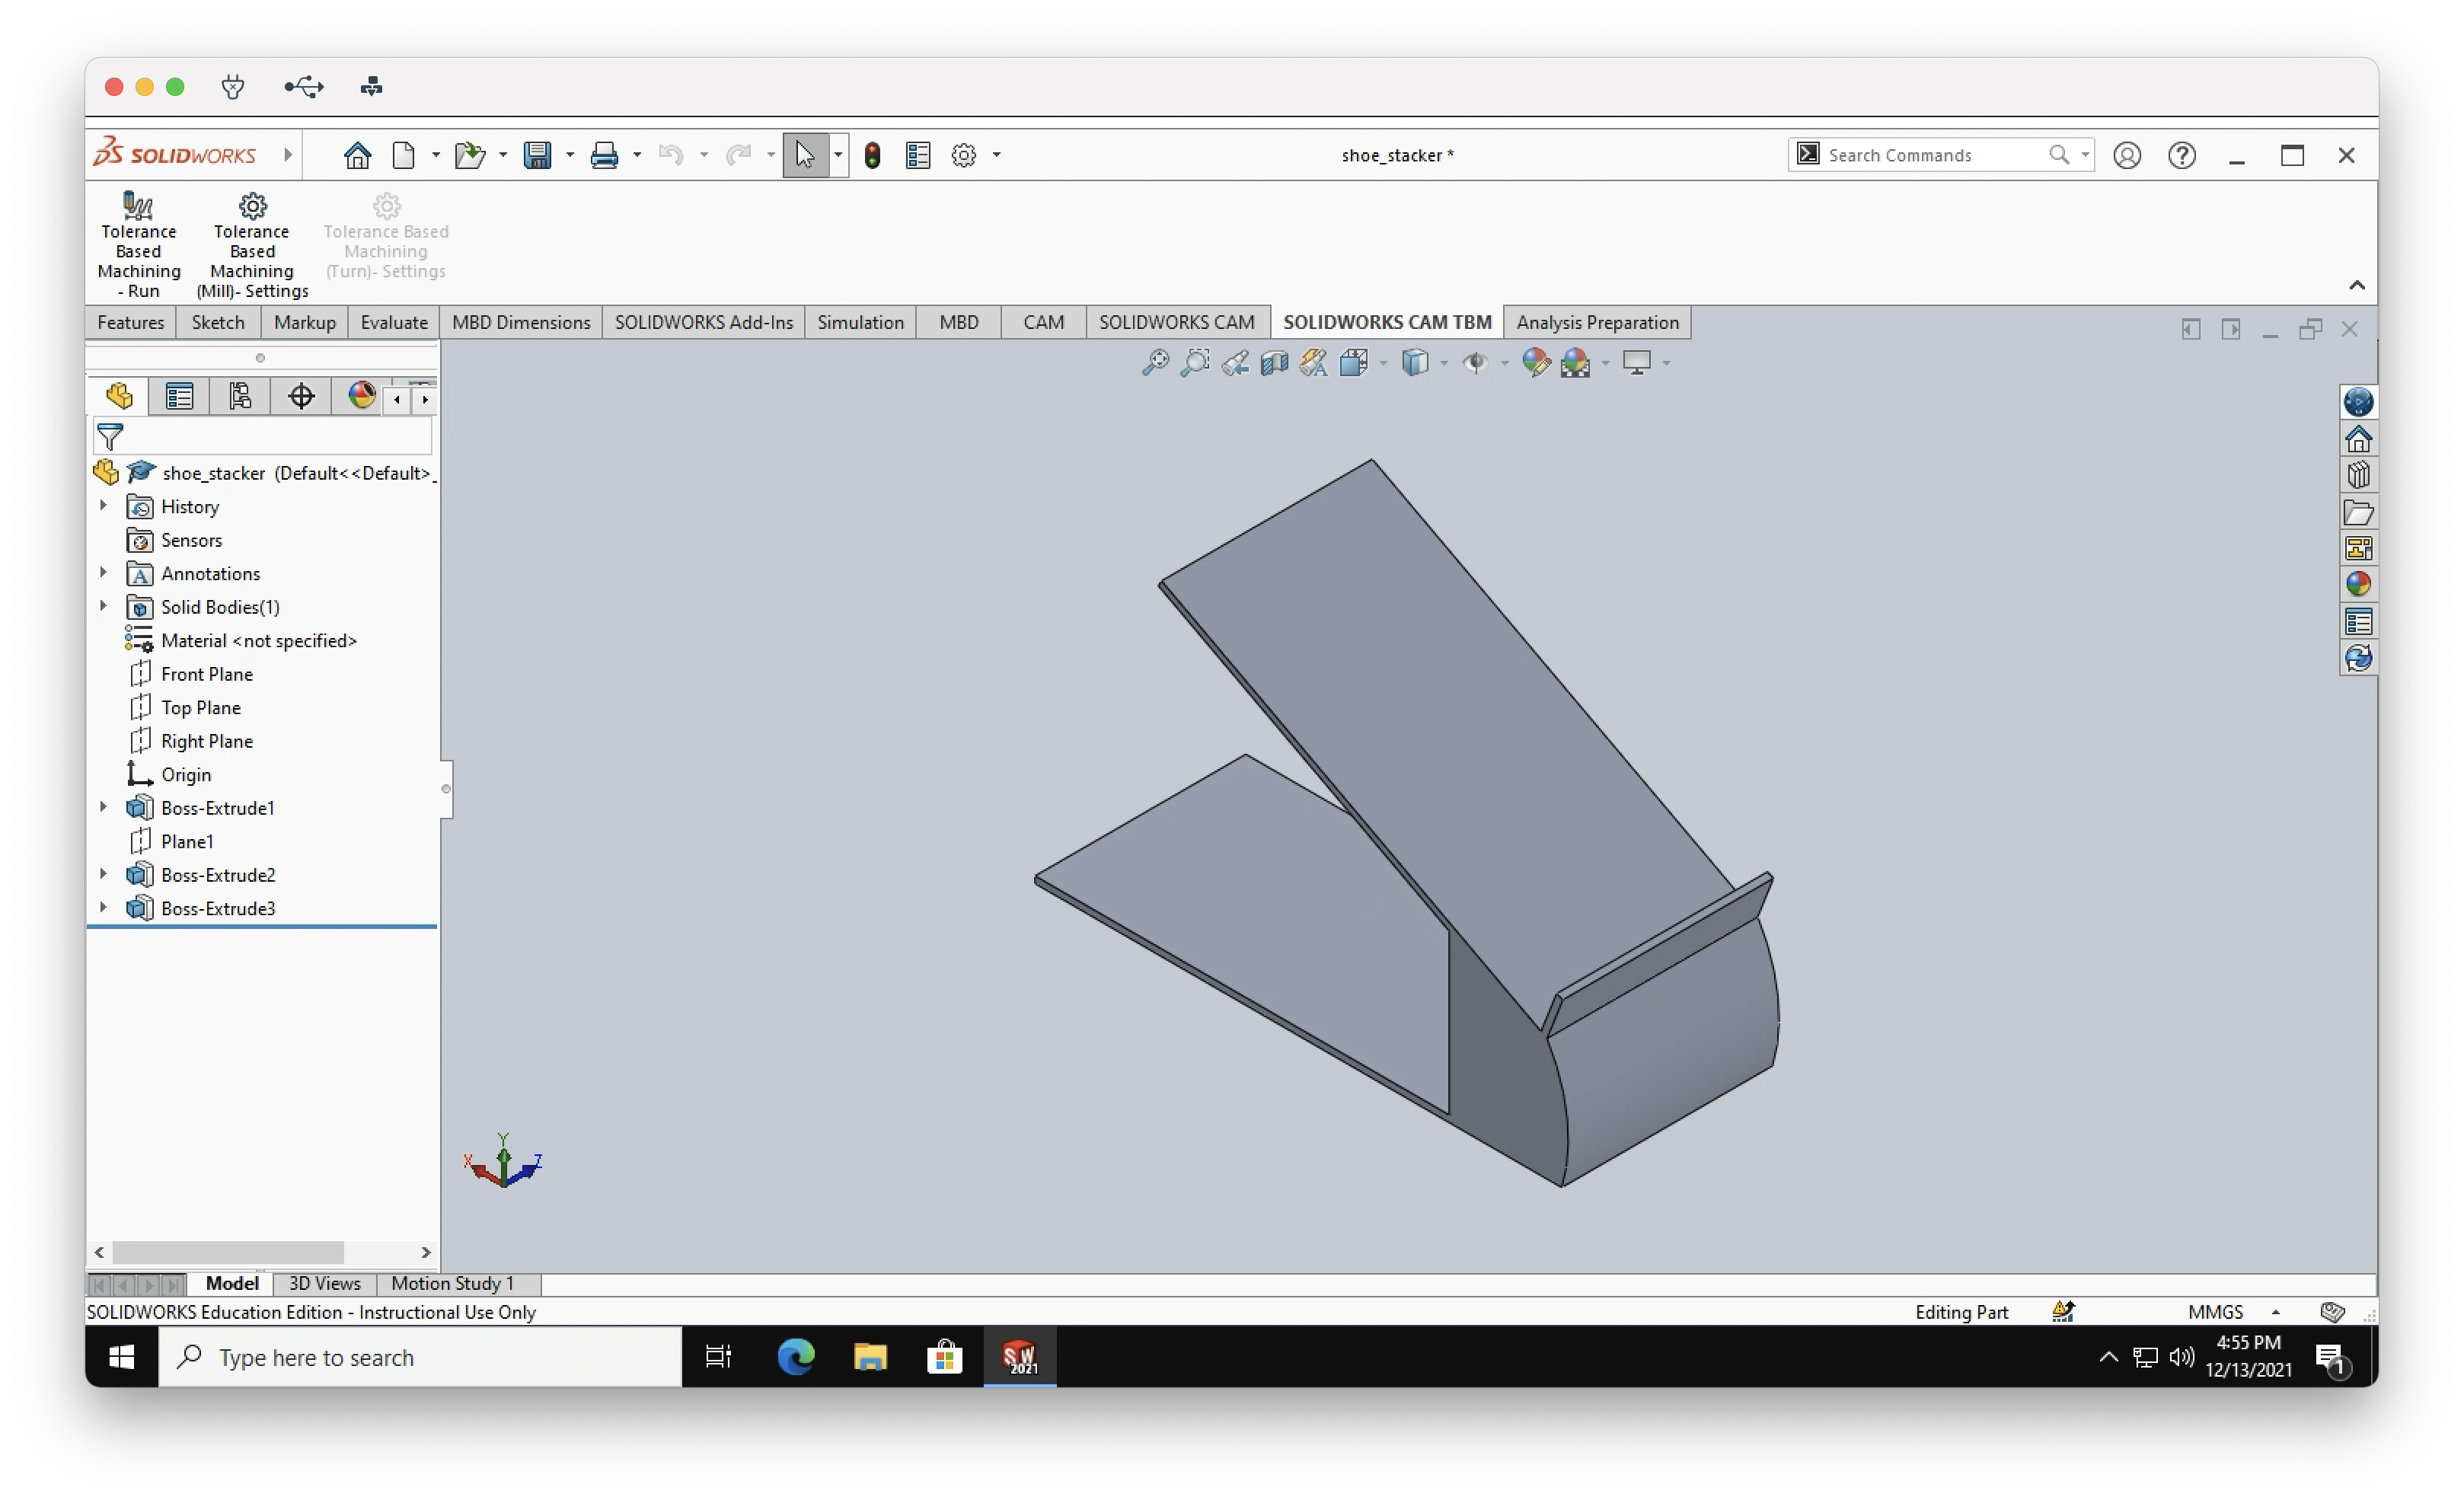 SOLIDWORKS
shoe_stacker *
Search Commands
Tolerance
Based
Machining
- Run
Tolerance
Based
Machining
(Mill)- Settings
Tolerance Based
Machining
(Turn)- Settings
Features
Sketch
Markup
Evaluate
MBD Dimensions
SOLIDWORKS Add-Ins
Simulation
MBD
CAM
SOLIDWORKS CAM
SOLIDWORKS CAM TBM
Analysis Preparation
shoe_stacker (Default<<Default>_
History
Sensors
Annotations
Solid Bodies(1)
Material <not specified>
Front Plane
Top Plane
Right Plane
Origin
Boss-Extrude1
Plane1
Boss-Extrude2
Boss-Extrude3
Y
X
Z
Model
3D Views
Motion Study 1
SOLIDWORKS Education Edition - Instructional Use Only
Editing Part
MMGS
Type here to search
SW
2021
4:55 PM
12/13/2021
1